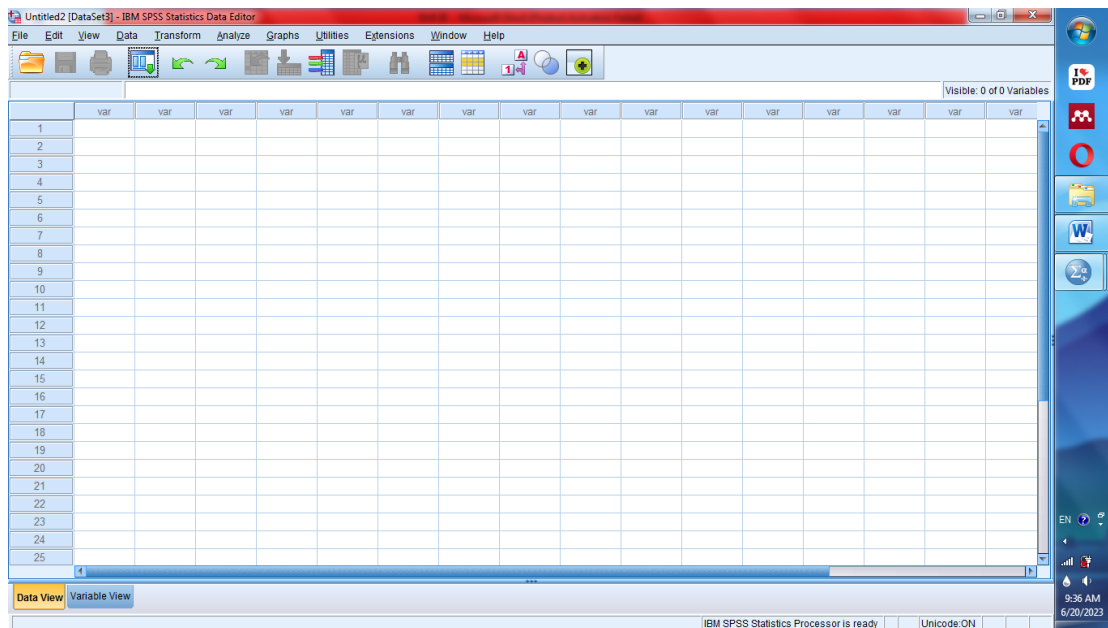 Untitled2 [DataSet3] - IBM SPSS Statistics Data Editor
File Edit View Data Transform Analyze Graphs Utilities Extensions Window Help
Visible: 0 of 0 Variables
var var var var var var var var var var var var var var var var
1
2
3
4
5
6
7
8
9
10
11
12
13
14
15
16
17
18
19
20
21
22
23
24
25
Data View Variable View
IBM SPSS Statistics Processor is ready Unicode:ON
I
PDF
W
EN
9:36 AM
6/20/2023